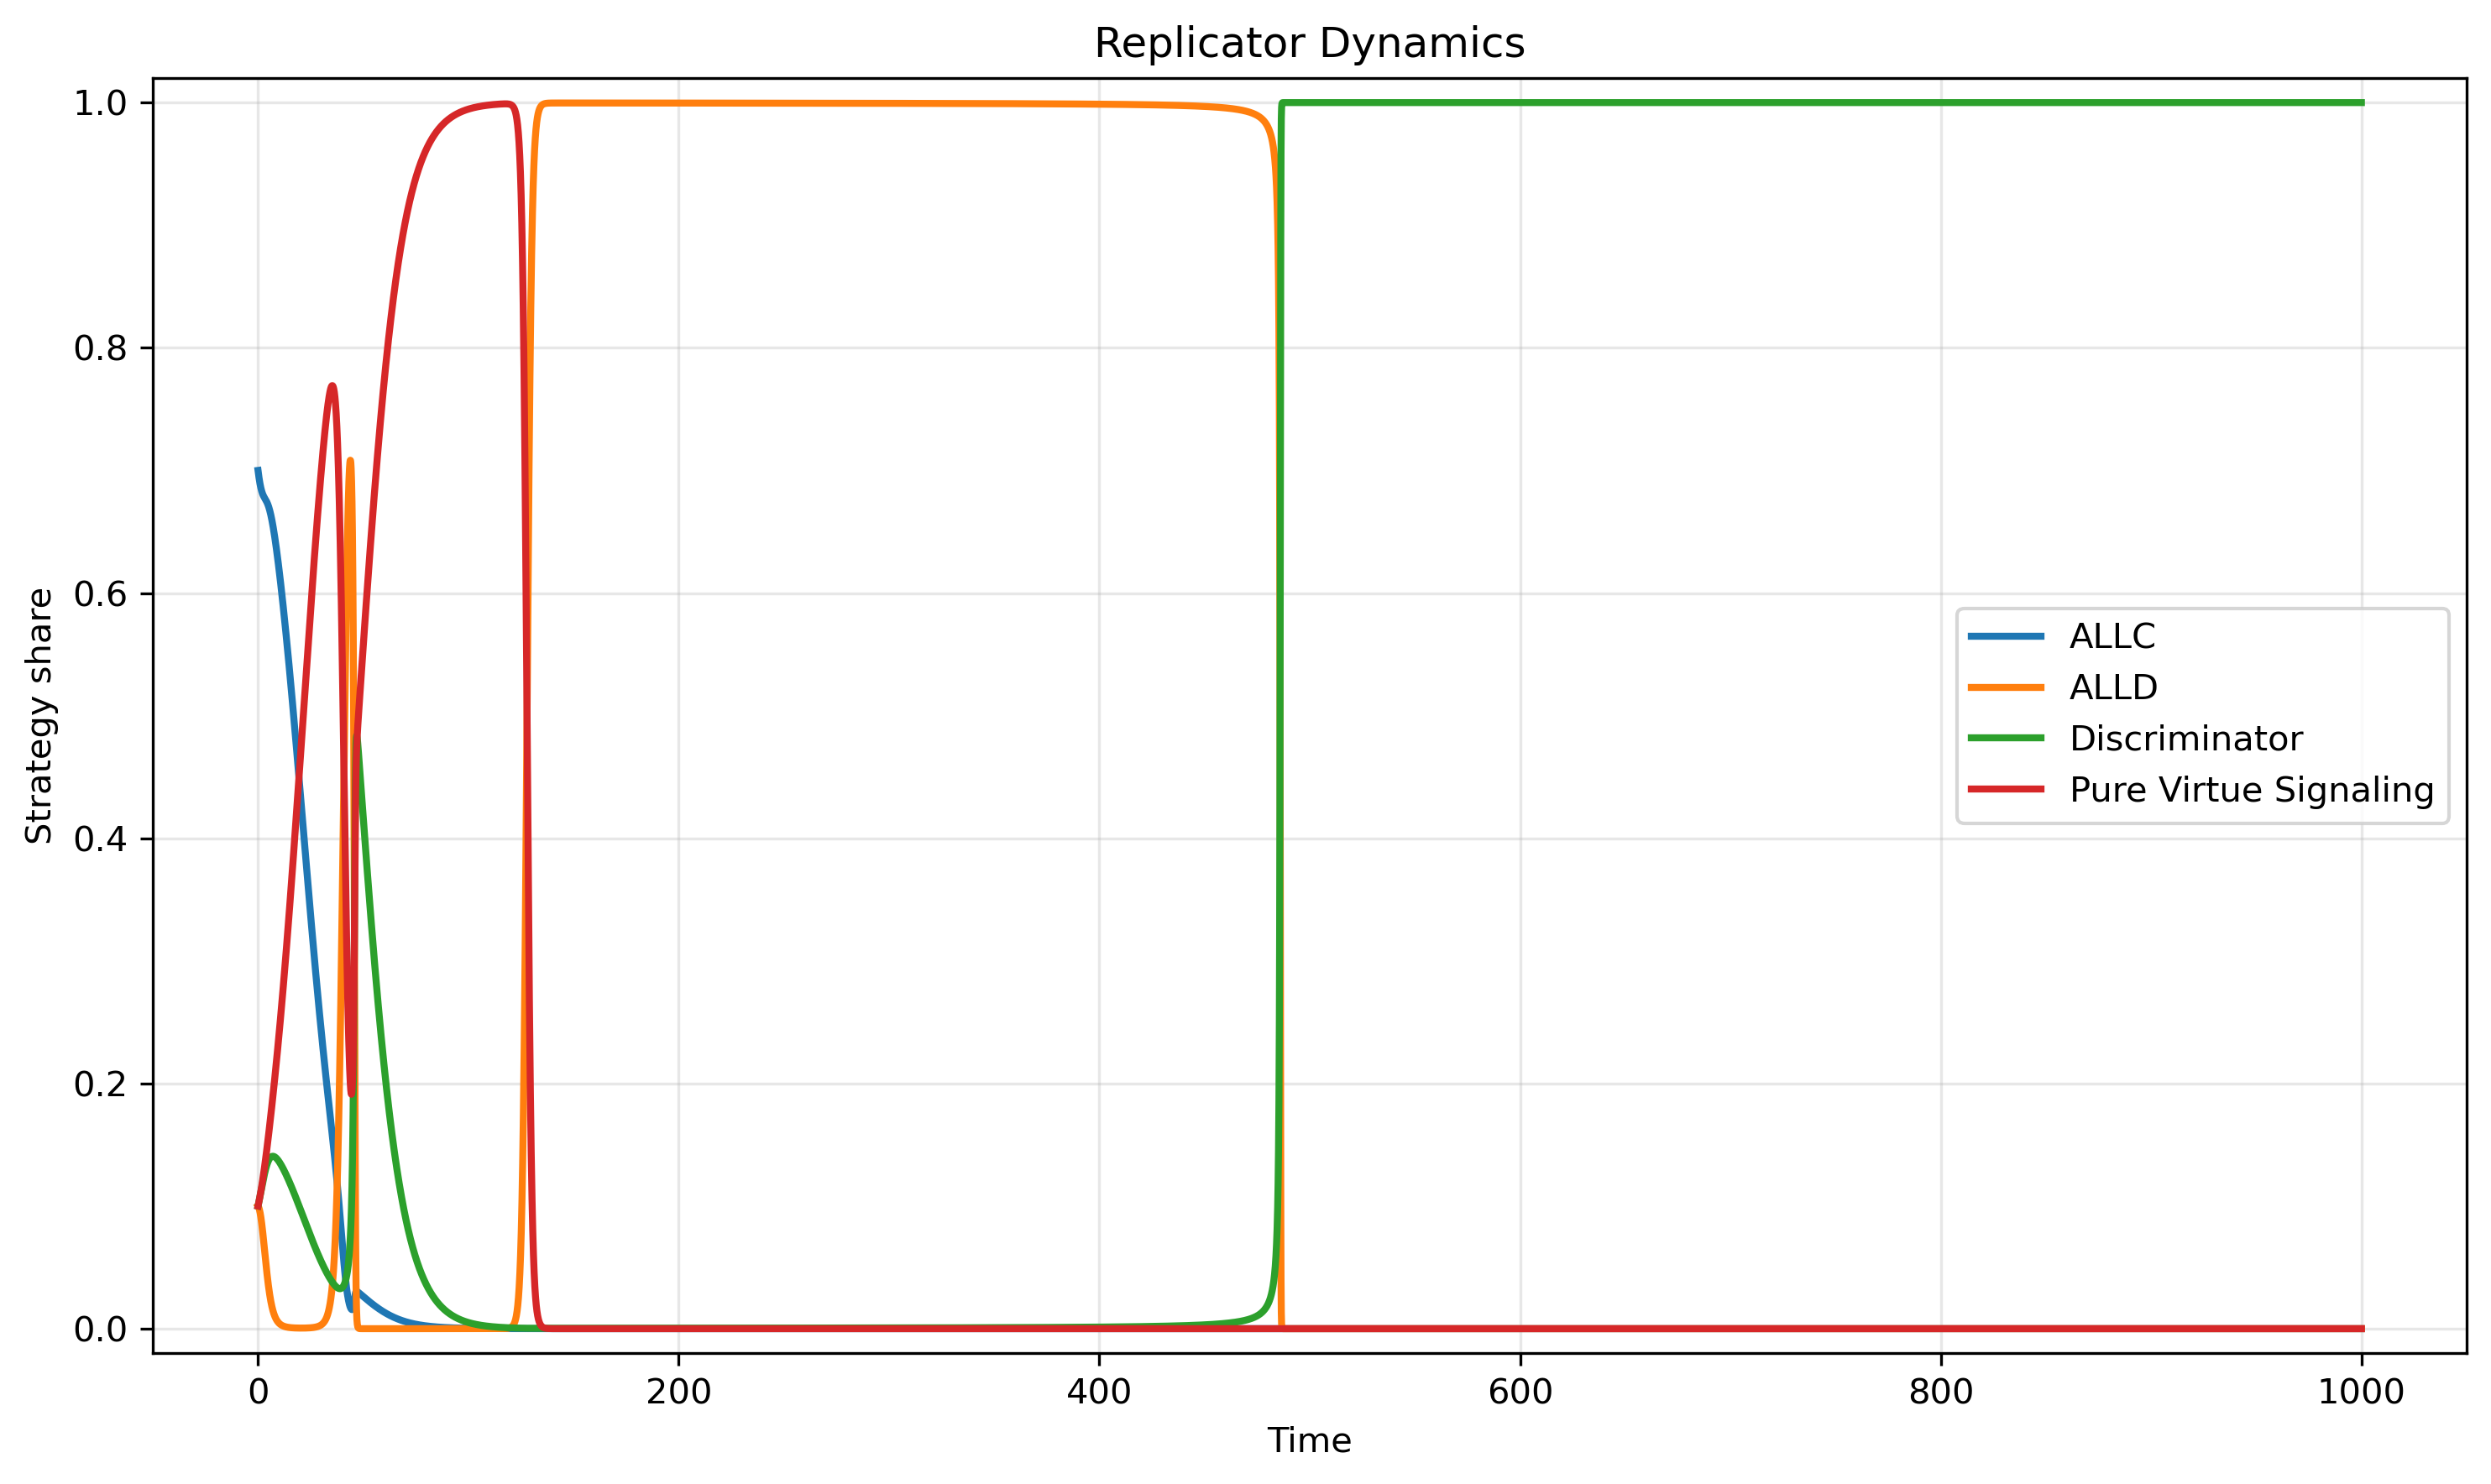 Replicator Dynamics
1.0
0.8
0.6
0.4
0.2
0.0
Strategy share
ALLC
ALLD
Discriminator
Pure Virtue Signaling
0
200
400
600
800
1000
Time